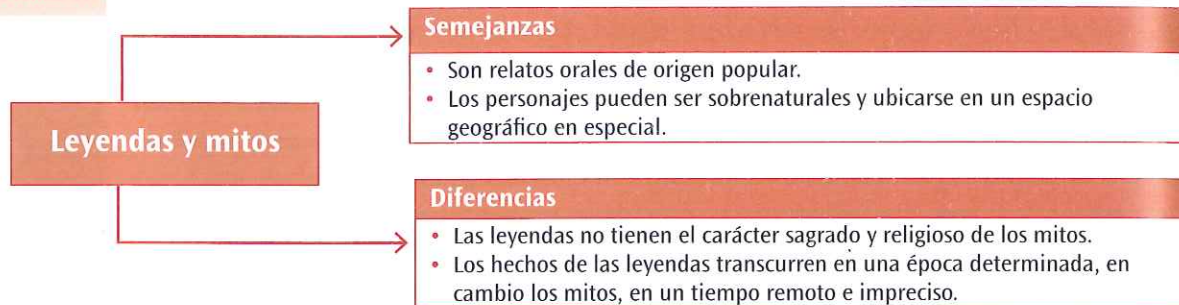 Leyendas y mitos
Semejanzas
• Son relatos orales de origen popular.
• Los personajes pueden ser sobrenaturales y ubicarse en un espacio
geográfico en especial.
Diferencias
• Las leyendas no tienen el carácter sagrado y religioso de los mitos.
• Los hechos de las leyendas transcurren en una época determinada, en
cambio los mitos, en un tiempo remoto e impreciso.